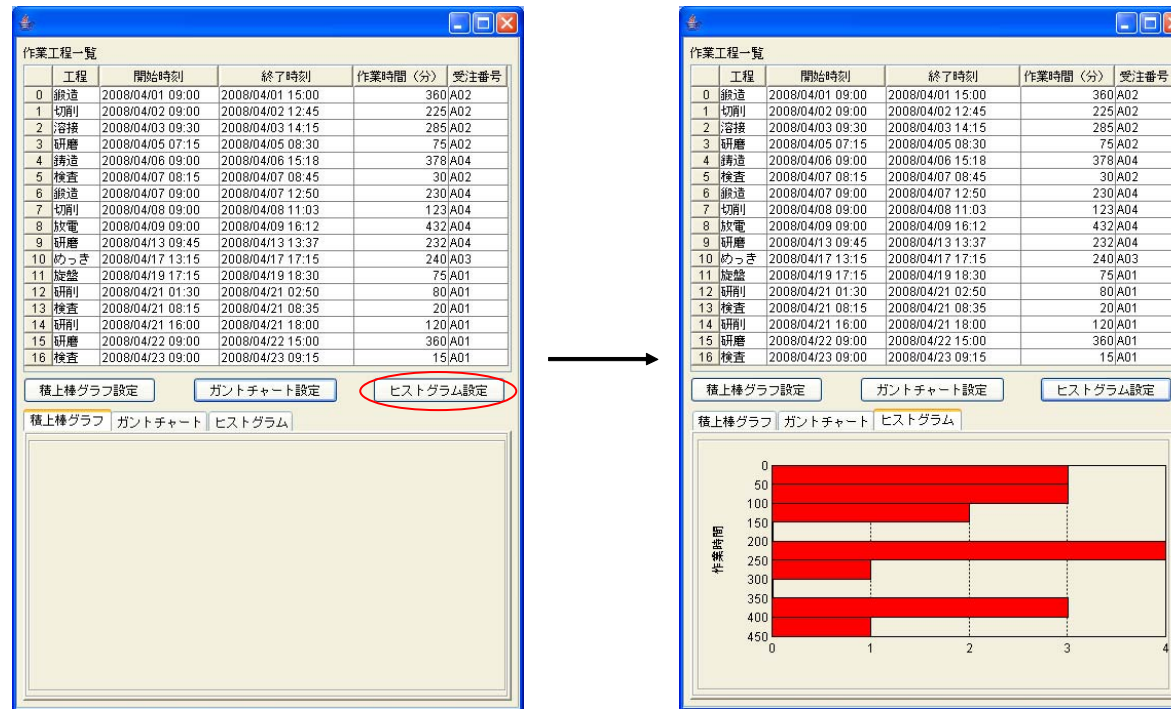 作業工程一覧
工程 開始時刻 終了時刻 作業時間（分） 受注番号
0 鍛造 2008/04/01 09:00 2008/04/01 15:00 360 A02
1 切削 2008/04/02 09:00 2008/04/02 12:45 225 A02
2 溶接 2008/04/03 09:30 2008/04/03 14:15 285 A02
3 研磨 2008/04/05 07:15 2008/04/05 08:30 75 A02
4 鋳造 2008/04/06 09:00 2008/04/06 15:18 378 A04
5 検査 2008/04/07 08:15 2008/04/07 08:45 30 A02
6 鍛造 2008/04/07 09:00 2008/04/07 12:50 230 A04
7 切削 2008/04/08 09:00 2008/04/08 11:03 123 A04
8 放電 2008/04/09 09:00 2008/04/09 16:12 432 A04
9 研磨 2008/04/13 09:45 2008/04/13 13:37 232 A04
10 めっき 2008/04/17 13:15 2008/04/17 17:15 240 A03
11 旋盤 2008/04/19 17:15 2008/04/19 18:30 75 A01
12 研削 2008/04/21 01:30 2008/04/21 02:50 80 A01
13 検査 2008/04/21 08:15 2008/04/21 08:35 20 A01
14 研削 2008/04/21 16:00 2008/04/21 18:00 120 A01
15 研磨 2008/04/22 09:00 2008/04/22 15:00 360 A01
16 検査 2008/04/23 09:00 2008/04/23 09:15 15 A01
積上棒グラフ設定 ガントチャート設定 ヒストグラム設定
積上棒グラフ ガントチャート ヒストグラム
作業工程一覧
工程 開始時刻 終了時刻 作業時間（分） 受注番号
0 鍛造 2008/04/01 09:00 2008/04/01 15:00 360 A02
1 切削 2008/04/02 09:00 2008/04/02 12:45 225 A02
2 溶接 2008/04/03 09:30 2008/04/03 14:15 285 A02
3 研磨 2008/04/05 07:15 2008/04/05 08:30 75 A02
4 鋳造 2008/04/06 09:00 2008/04/06 15:18 378 A04
5 検査 2008/04/07 08:15 2008/04/07 08:45 30 A02
6 鍛造 2008/04/07 09:00 2008/04/07 12:50 230 A04
7 切削 2008/04/08 09:00 2008/04/08 11:03 123 A04
8 放電 2008/04/09 09:00 2008/04/09 16:12 432 A04
9 研磨 2008/04/13 09:45 2008/04/13 13:37 232 A04
10 めっき 2008/04/17 13:15 2008/04/17 17:15 240 A03
11 旋盤 2008/04/19 17:15 2008/04/19 18:30 75 A01
12 研削 2008/04/21 01:30 2008/04/21 02:50 80 A01
13 検査 2008/04/21 08:15 2008/04/21 08:35 20 A01
14 研削 2008/04/21 16:00 2008/04/21 18:00 120 A01
15 研磨 2008/04/22 09:00 2008/04/22 15:00 360 A01
16 検査 2008/04/23 09:00 2008/04/23 09:15 15 A01
積上棒グラフ設定 ガントチャート設定 ヒストグラム設定
積上棒グラフ ガントチャート ヒストグラム
作業時間
0
50
100
150
200
250
300
350
400
450
0 1 2 3 4